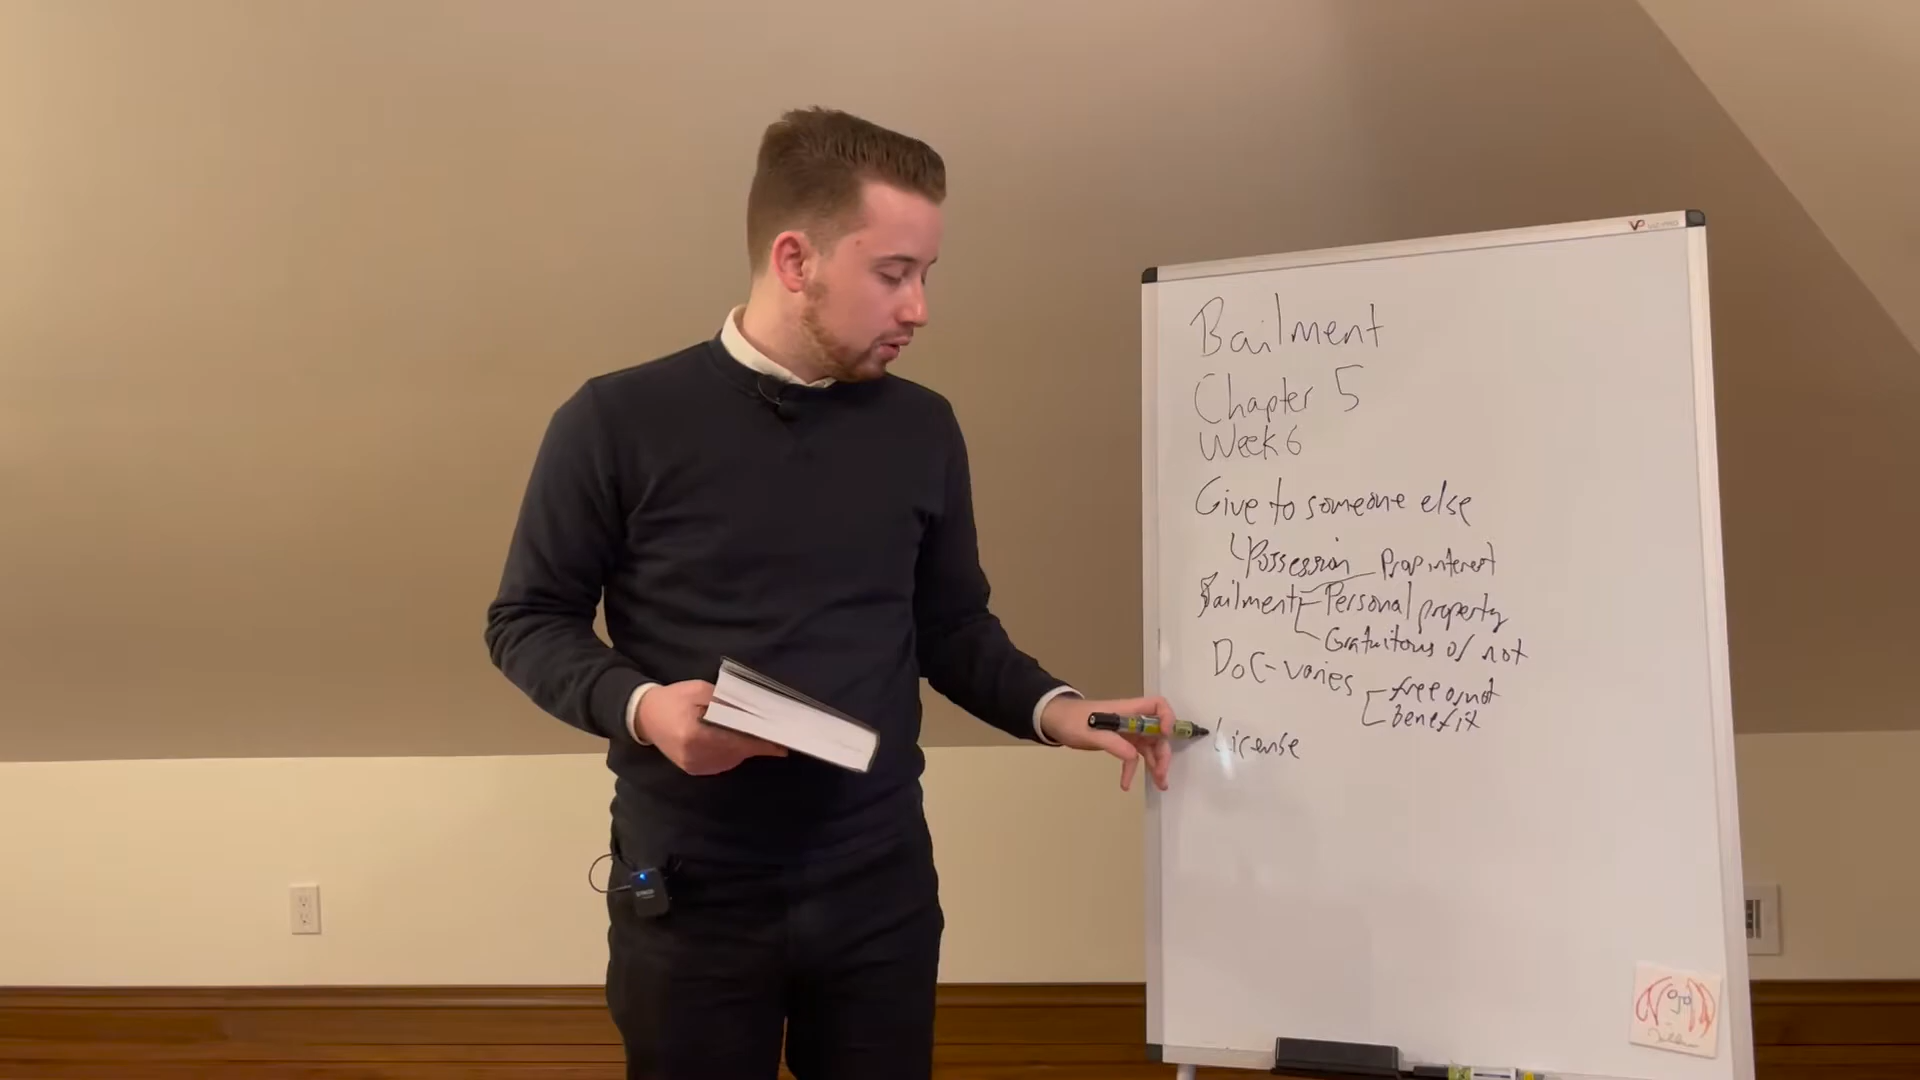 Bailment
Chapter 5
Week 6
Give to someone else
Possession Prop interest
Bailment Personal property
Gratuitous or not
DOC-varies free or not
benefit
License